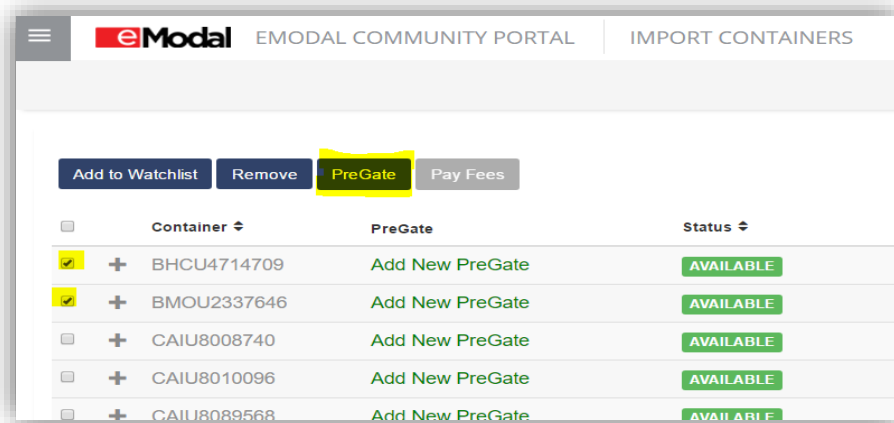 eModal EMODAL COMMUNITY PORTAL IMPORT CONTAINERS
Add to Watchlist Remove PreGate Pay Fees
Container PreGate Status
BHCU4714709 Add New PreGate AVAILABLE
BMOU2337646 Add New PreGate AVAILABLE
CAIU8008740 Add New PreGate AVAILABLE
CAIU8010096 Add New PreGate AVAILABLE
CAIU8089568 Add New PreGate AVAILABLE